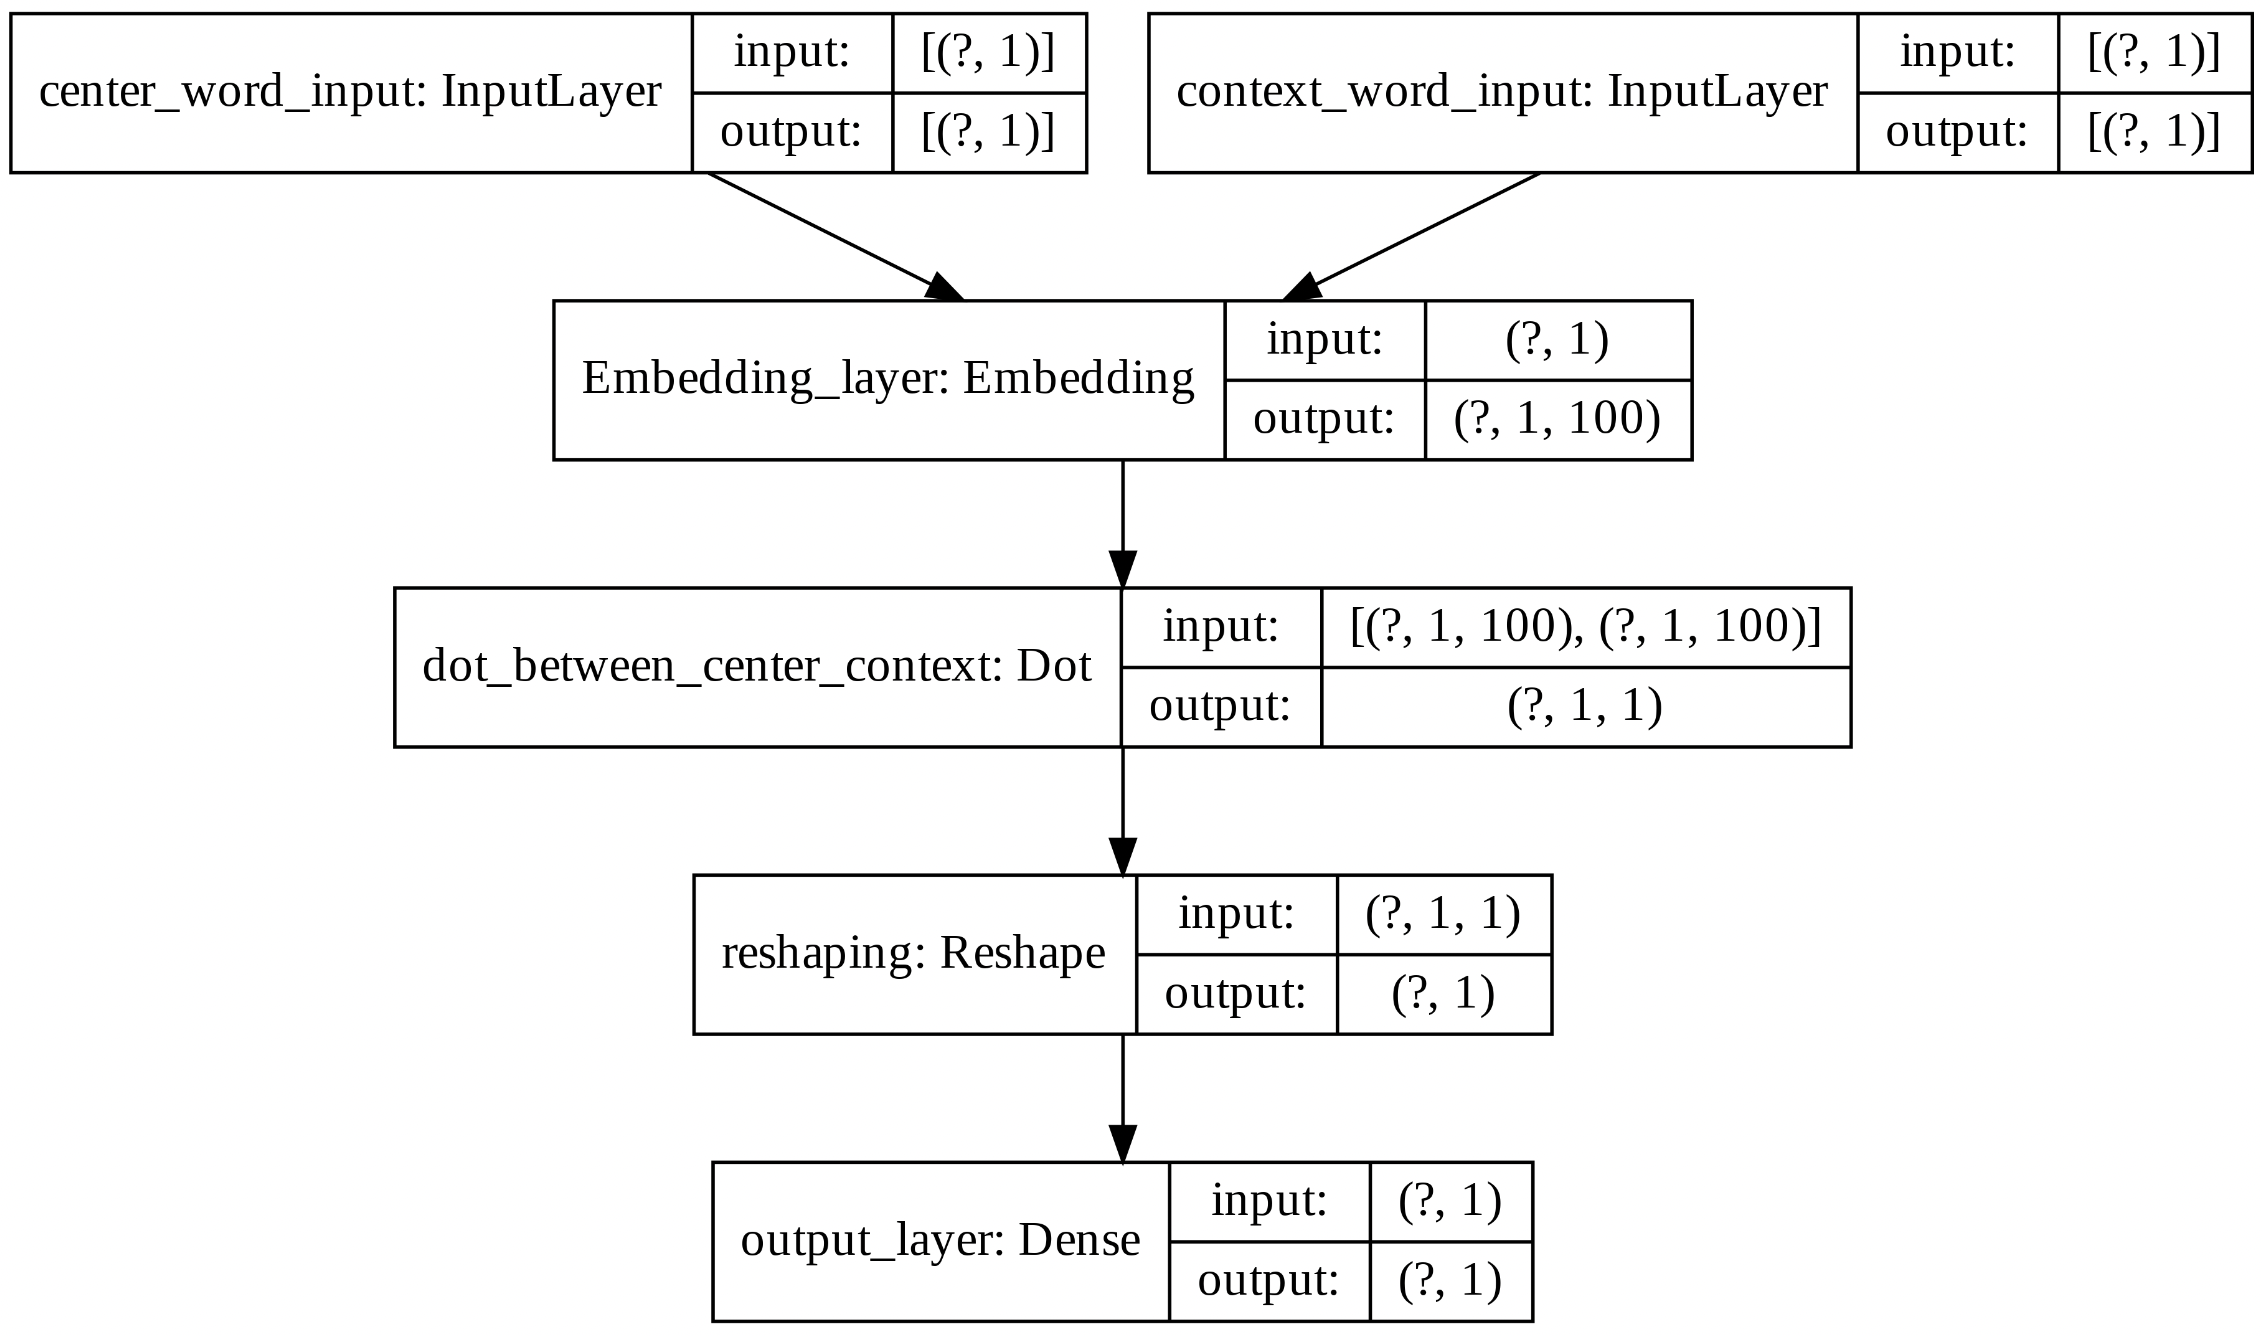 center_word_input: InputLayer
input:
[(?, 1)]
output:
[(?, 1)]
context_word_input: InputLayer
input:
[(?, 1)]
output:
[(?, 1)]
Embedding_layer: Embedding
input:
(?, 1)
output:
(?, 1, 100)
dot_between_center_context: Dot
input:
[(?, 1, 100), (?, 1, 100)]
output:
(?, 1, 1)
reshaping: Reshape
input:
(?, 1, 1)
output:
(?, 1)
output_layer: Dense
input:
(?, 1)
output:
(?, 1)